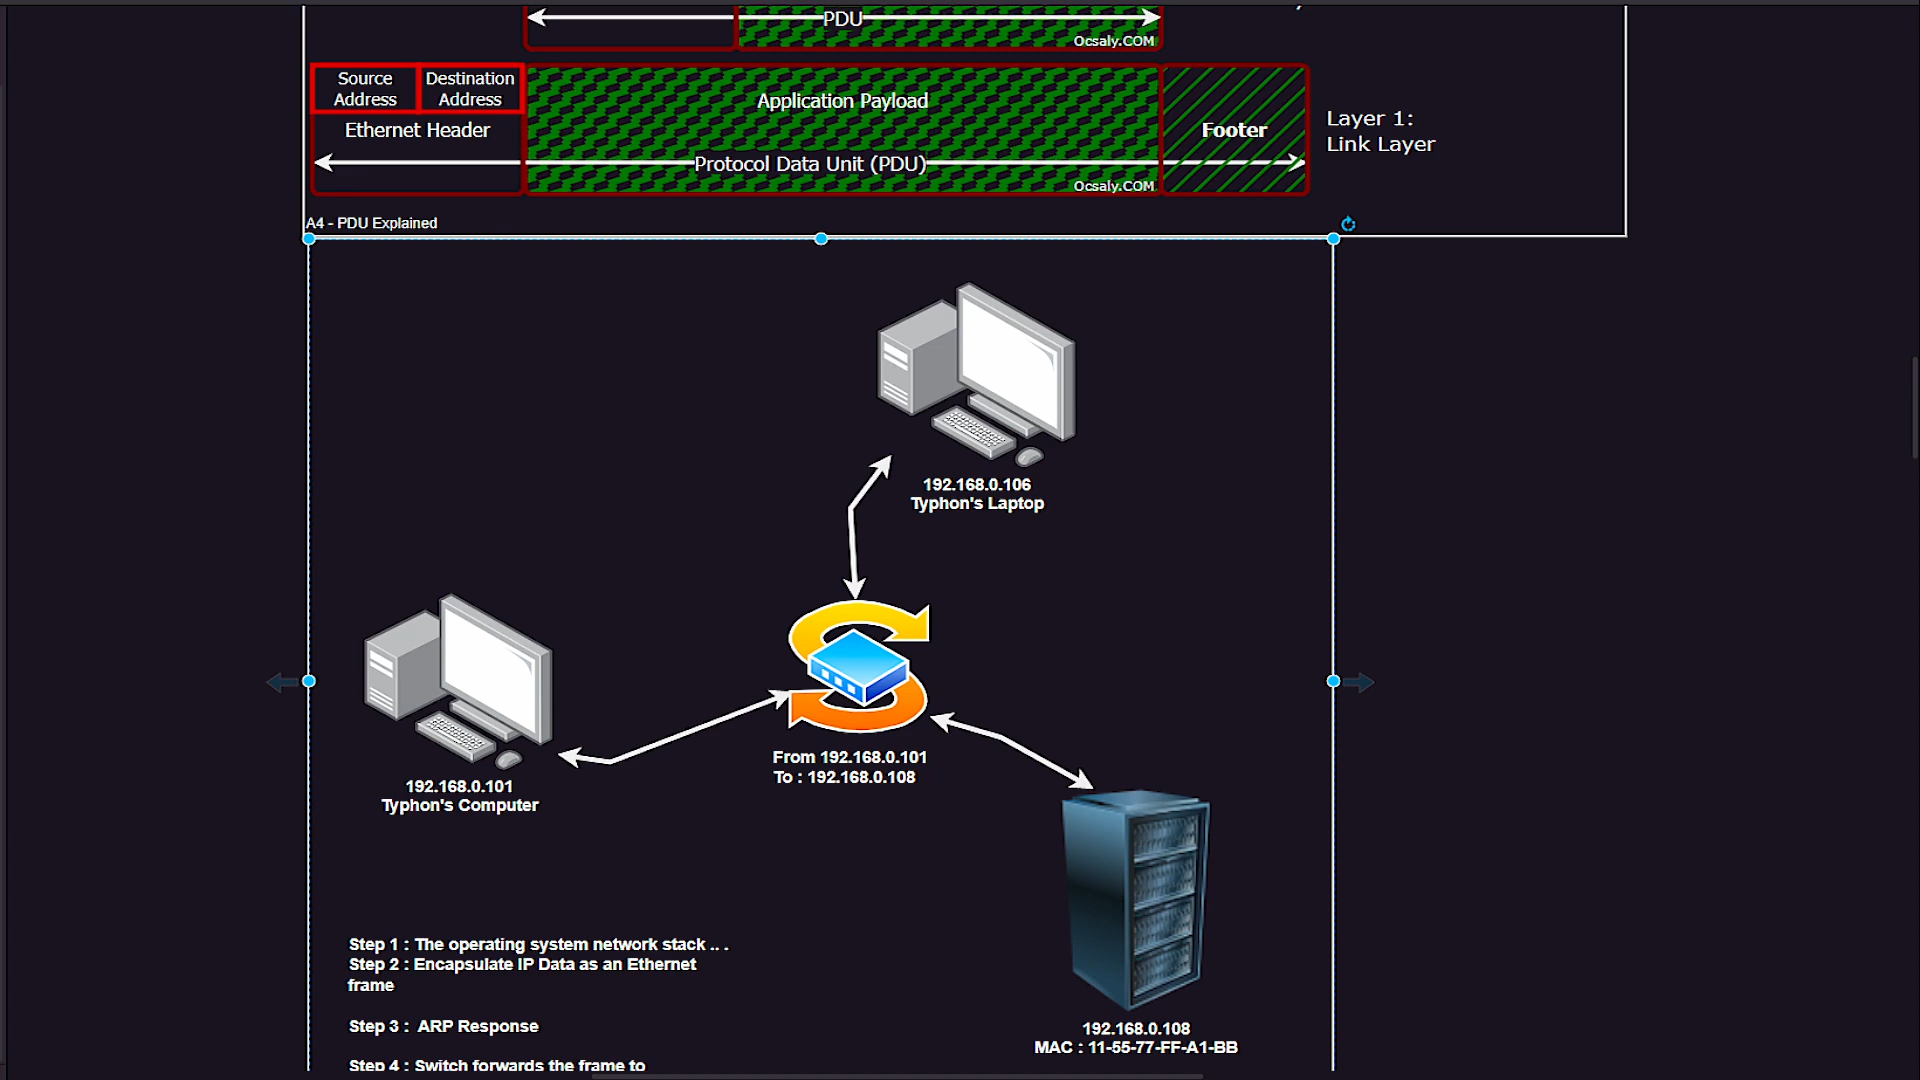 PDU
Ocsaly.COM
Source
Address
Destination
Address
Ethernet Header
Application Payload
Footer
Layer 1:
Link Layer
Protocol Data Unit (PDU)
Ocsaly.COM
A4 - PDU Explained
192.168.0.106
Typhon's Laptop
From 192.168.0.101
To : 192.168.0.108
192.168.0.101
Typhon's Computer
Step 1 : The operating system network stack .. .
Step 2 : Encapsulate IP Data as an Ethernet
frame
Step 3 : ARP Response
Step 4 : Switch forwards the frame to
192.168.0.108
MAC : 11-55-77-FF-A1-BB